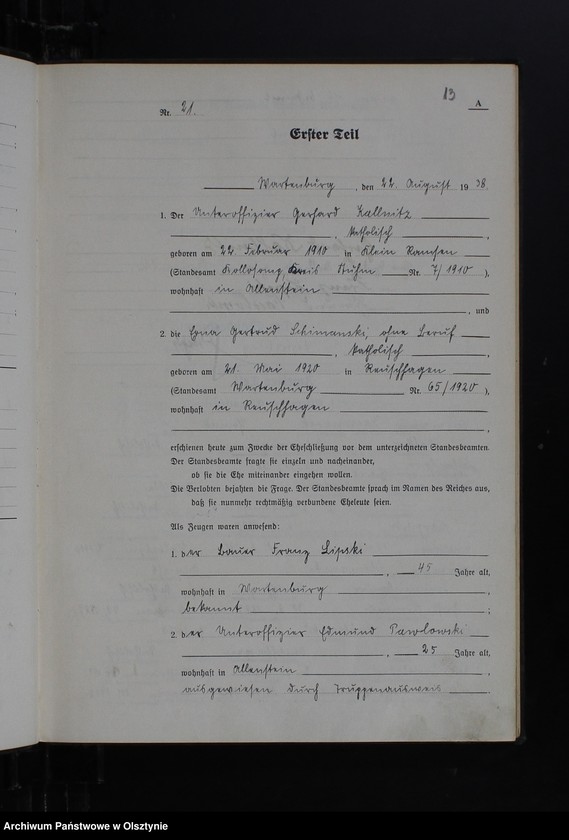 13
Nr. 21. A
Erster Teil
Wartenburg, den 22. August 1938.
1. Der Unteroffizier Gerhard Kallnitz
, katholisch,
geboren am 22 Februar 1910 in Klein Ramsen
(Standesamt Kollosomp Kreis Stuhm Nr. 7/1910),
wohnhaft in Allenstein
, und
2. die Erna Gertrud Schimanski, ohne Beruf
, katholisch,
geboren am 21. Mai 1920 in Reuschhagen
(Standesamt Wartenburg Nr. 65/1920),
wohnhaft in Reuschhagen
,
erschienen heute zum Zwecke der Eheschließung vor dem unterzeichneten Standesbeamten.
Der Standesbeamte fragte sie einzeln und nacheinander,
ob sie die Ehe miteinander eingehen wollen.
Die Verlobten bejahten die Frage. Der Standesbeamte sprach im Namen des Reiches aus,
daß sie nunmehr rechtmäßig verbundene Eheleute seien.
Als Zeugen waren anwesend:
1. der Bauer Franz Lipski
, 45 Jahre alt,
wohnhaft in Wartenburg,
bekannt;
2. der Unteroffizier Edmund Pawlowski
, 25 Jahre alt,
wohnhaft in Allenstein,
ausgewiesen durch Truppenausweis
Archiwum Państwowe w Olsztynie